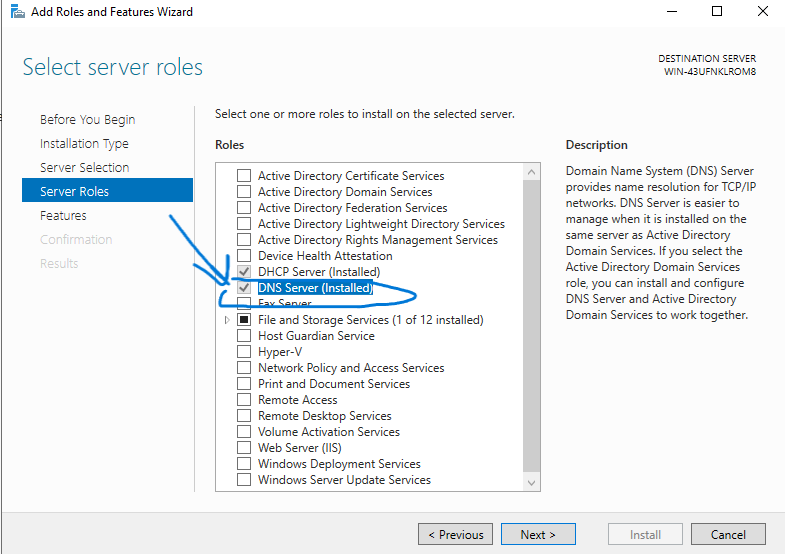 Add Roles and Features Wizard
Select server roles
DESTINATION SERVER
WIN-43UFNKLROM8
Before You Begin
Installation Type
Server Selection
Server Roles
Features
Confirmation
Results
Select one or more roles to install on the selected server.
Roles
Active Directory Certificate Services
Active Directory Domain Services
Active Directory Federation Services
Active Directory Lightweight Directory Services
Active Directory Rights Management Services
Device Health Attestation
DHCP Server (Installed)
DNS Server (Installed)
Fax Server
File and Storage Services (1 of 12 installed)
Host Guardian Service
Hyper-V
Network Policy and Access Services
Print and Document Services
Remote Access
Remote Desktop Services
Volume Activation Services
Web Server (IIS)
Windows Deployment Services
Windows Server Update Services
Description
Domain Name System (DNS) Server
provides name resolution for TCP/IP
networks. DNS Server is easier to
manage when it is installed on the
same server as Active Directory
Domain Services. If you select the
Active Directory Domain Services
role, you can install and configure
DNS Server and Active Directory
Domain Services to work together.
< Previous
Next >
Install
Cancel